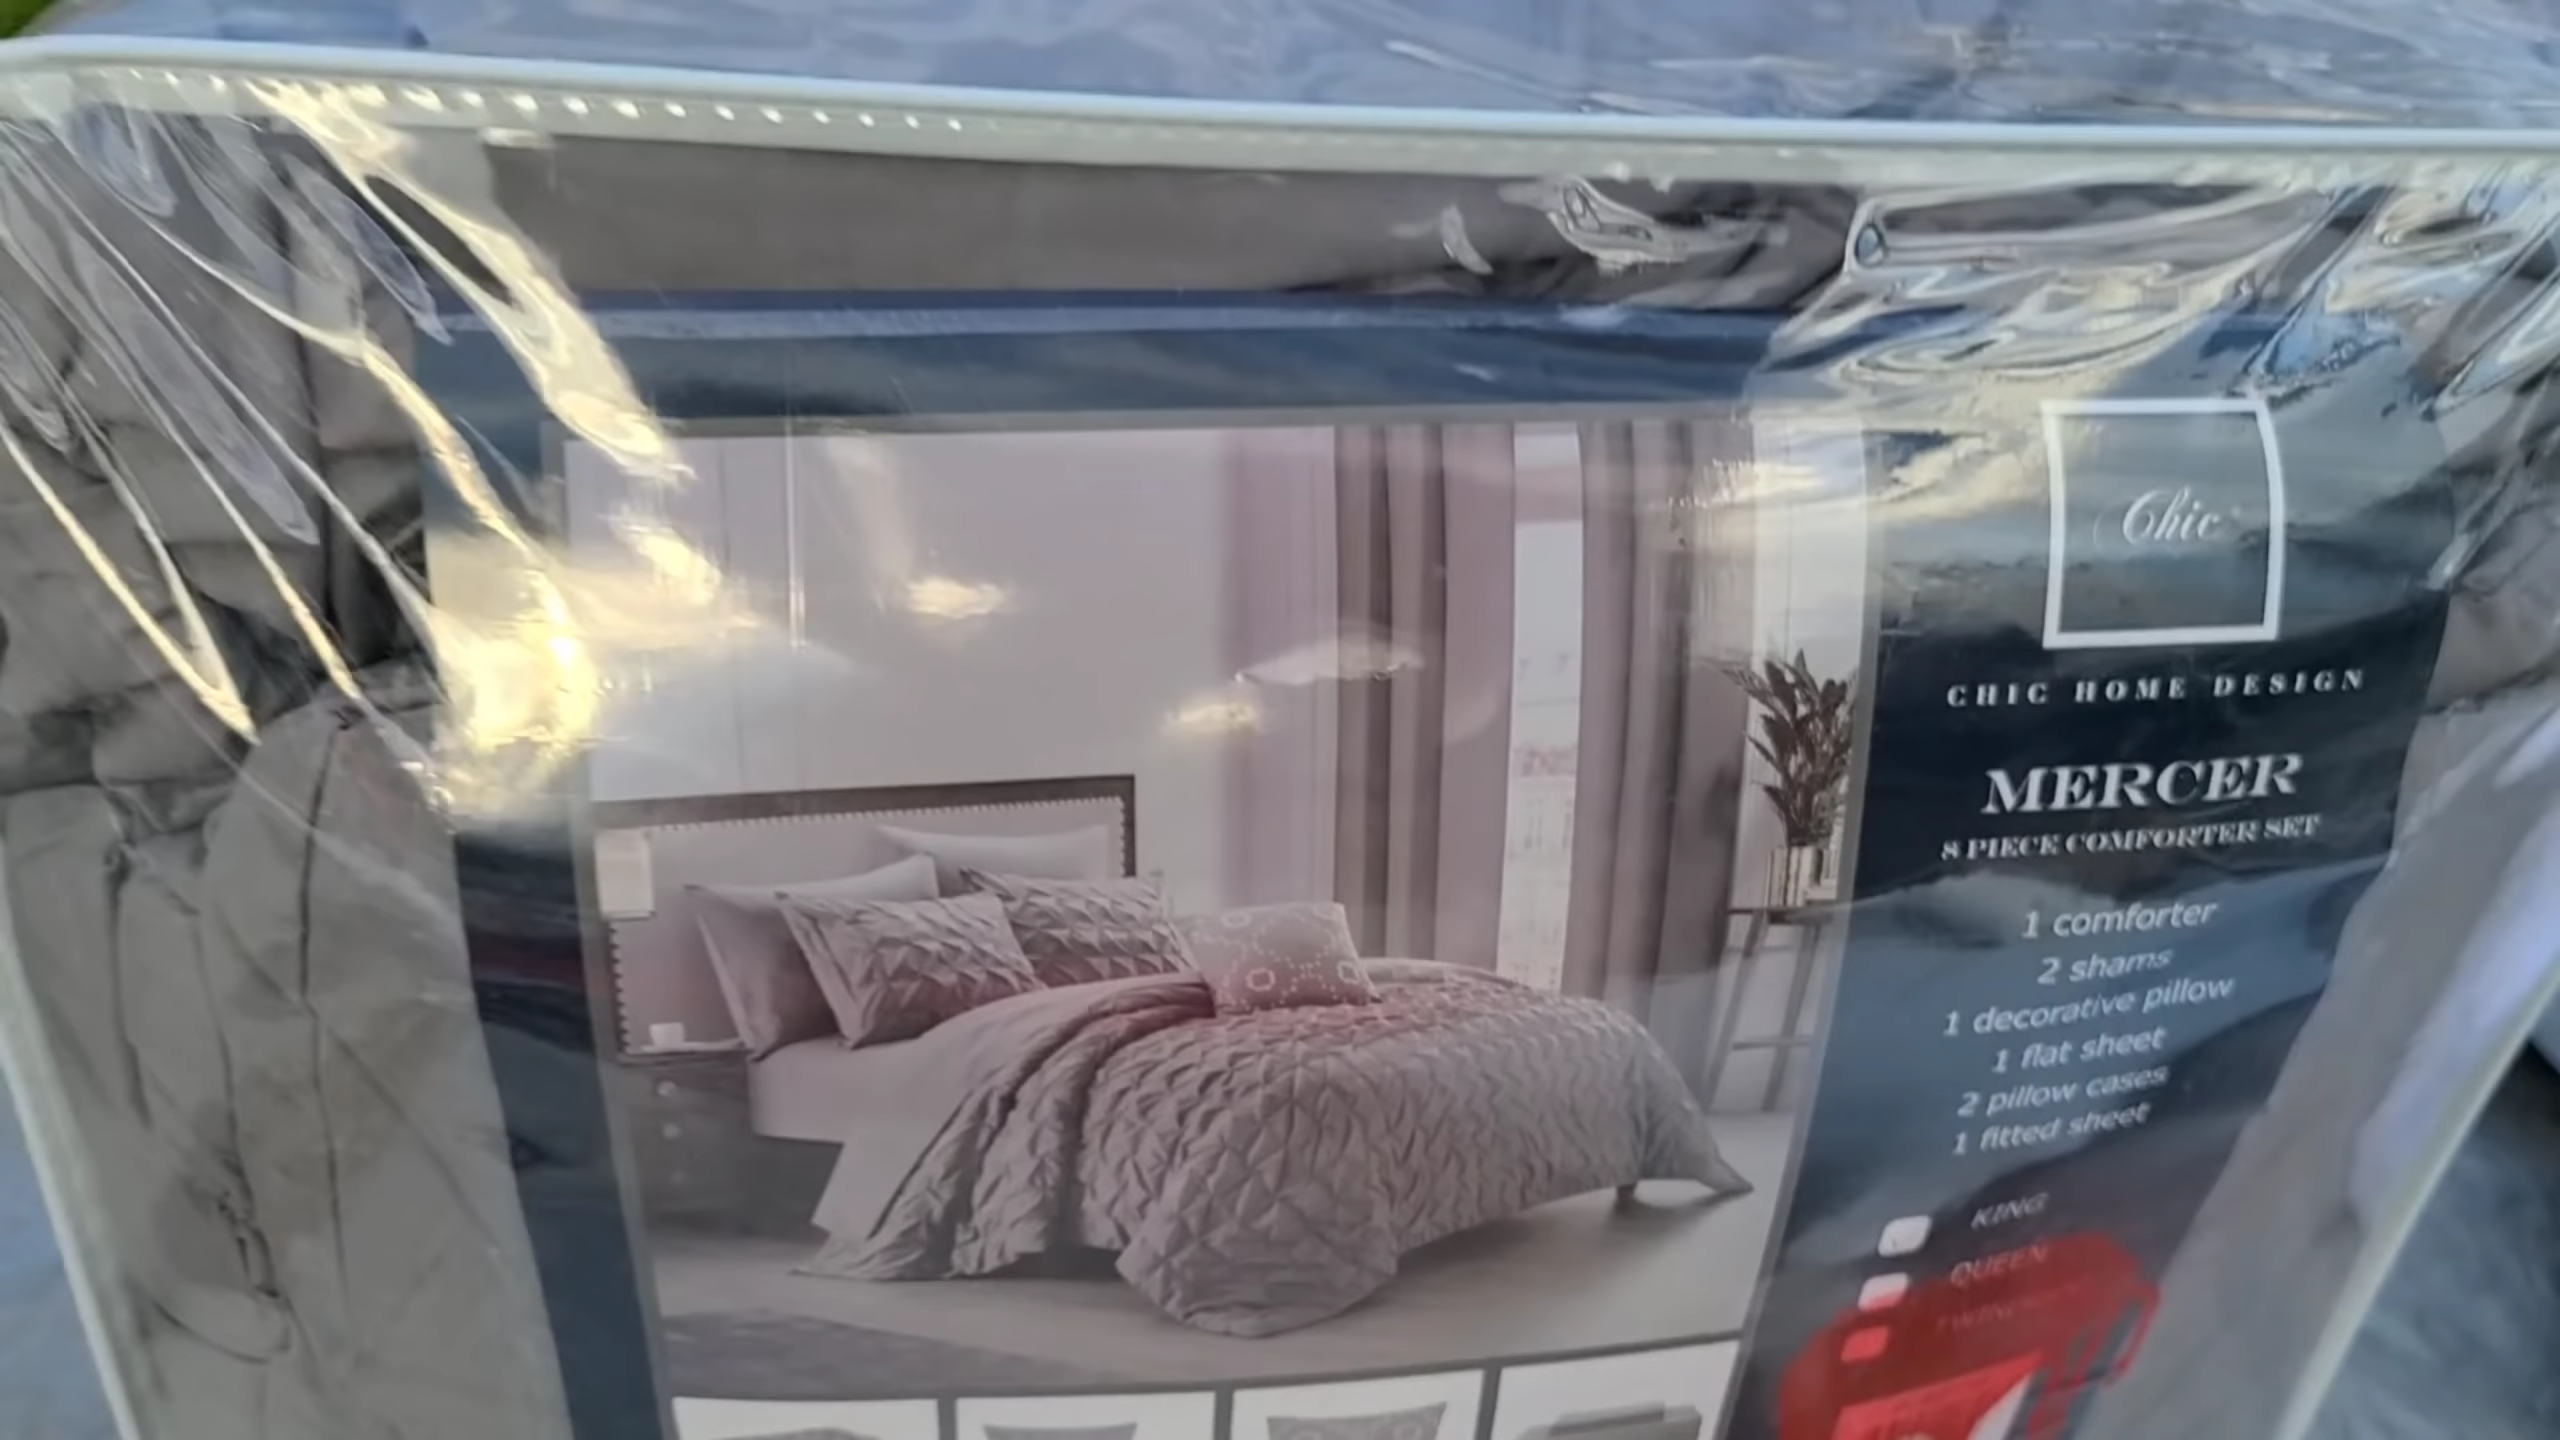 Chic
CHIC HOME DESIGN
MERCER
8 PIECE COMFORTER SET
1 comforter
2 shams
1 decorative pillow
1 flat sheet
2 pillow cases
1 fitted sheet
KING
QUEEN
TWIN